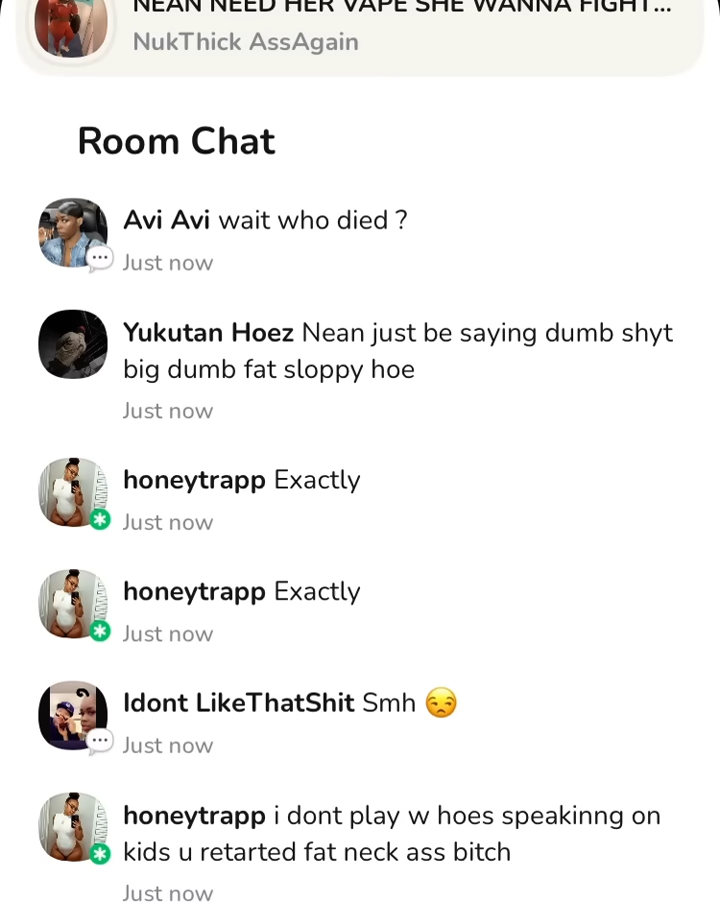 NEAN NEED HER VAPE SHE WANNA FIGHT...
NukThick AssAgain
Room Chat
Avi Avi wait who died ?
Just now
Yukutan Hoez Nean just be saying dumb shyt
big dumb fat sloppy hoe
Just now
honeytrapp Exactly
Just now
honeytrapp Exactly
Just now
Idont LikeThatShit Smh 😒
Just now
honeytrapp i dont play w hoes speakinng on
kids u retarted fat neck ass bitch
Just now